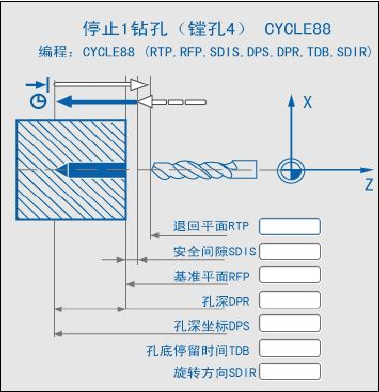 停止1钻孔（镗孔4） CYCLE88
编程：CYCLE88 (RTP,RFP,SDIS,DPS,DPR,TDB,SDIR)
X
Z
退回平面RTP
安全间隙SDIS
基准平面RFP
孔深DPR
孔深坐标DPS
孔底停留时间TDB
旋转方向SDIR